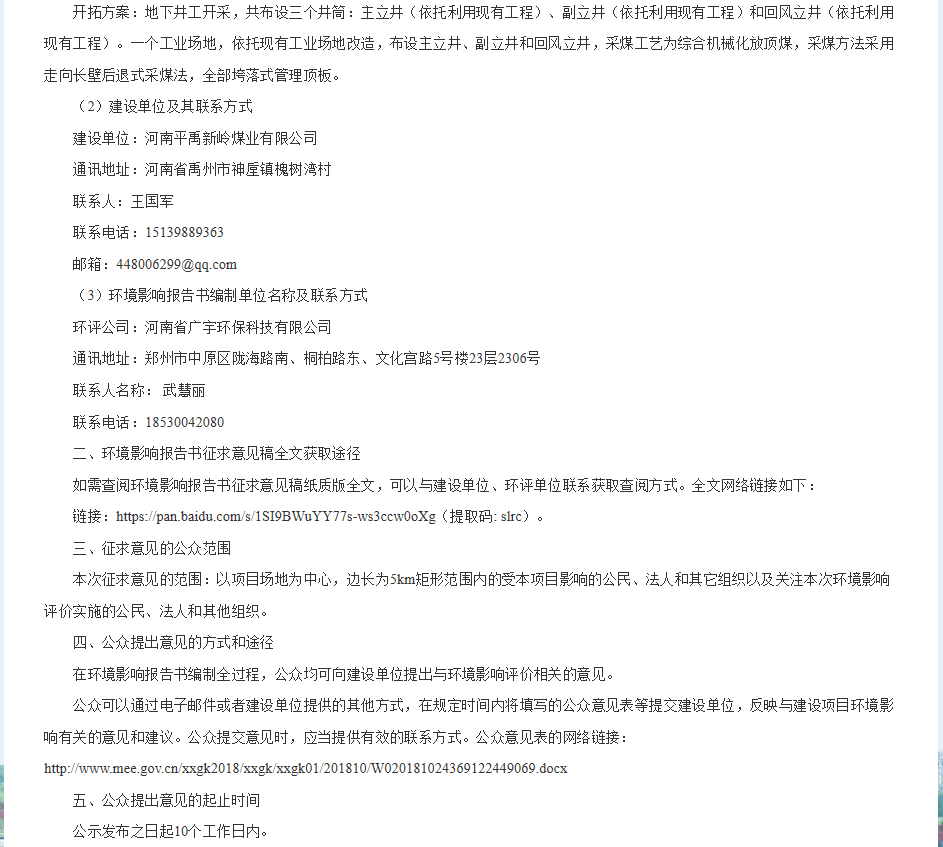 开拓方案：地下井工开采，共布设三个井筒：主立井（依托利用现有工程）、副立井（依托利用现有工程）和回风立井（依托利用
现有工程）。一个工业场地，依托现有工业场地改造，布设主立井、副立井和回风立井，采煤工艺为综合机械化放顶煤，采煤方法采用
走向长壁后退式采煤法，全部垮落式管理顶板。
（2）建设单位及其联系方式
建设单位：河南平禹新岭煤业有限公司
通讯地址：河南省禹州市神垕镇槐树湾村
联系人：王国军
联系电话：15139889363
邮箱：448006299@qq.com
（3）环境影响报告书编制单位名称及联系方式
环评公司：河南省广宇环保科技有限公司
通讯地址：郑州市中原区陇海路南、桐柏路东、文化宫路5号楼23层2306号
联系人名称： 武慧丽
联系电话：18530042080
二、环境影响报告书征求意见稿全文获取途径
如需查阅环境影响报告书征求意见稿纸质版全文，可以与建设单位、环评单位联系获取查阅方式。全文网络链接如下：
链接：https://pan.baidu.com/s/1SI9BWuYY77s-ws3ccw0oXg（提取码: slrc）。
三、征求意见的公众范围
本次征求意见的范围：以项目场地为中心，边长为5km矩形范围内的受本项目影响的公民、法人和其它组织以及关注本次环境影响
评价实施的公民、法人和其他组织。
四、公众提出意见的方式和途径
在环境影响报告书编制全过程，公众均可向建设单位提出与环境影响评价相关的意见。
公众可以通过电子邮件或者建设单位提供的其他方式，在规定时间内将填写的公众意见表等提交建设单位，反映与建设项目环境影
响有关的意见和建议。公众提交意见时，应当提供有效的联系方式。公众意见表的网络链接：
http://www.mee.gov.cn/xxgk2018/xxgk/xxgk01/201810/W020181024369122449069.docx
五、公众提出意见的起止时间
公示发布之日起10个工作日内。